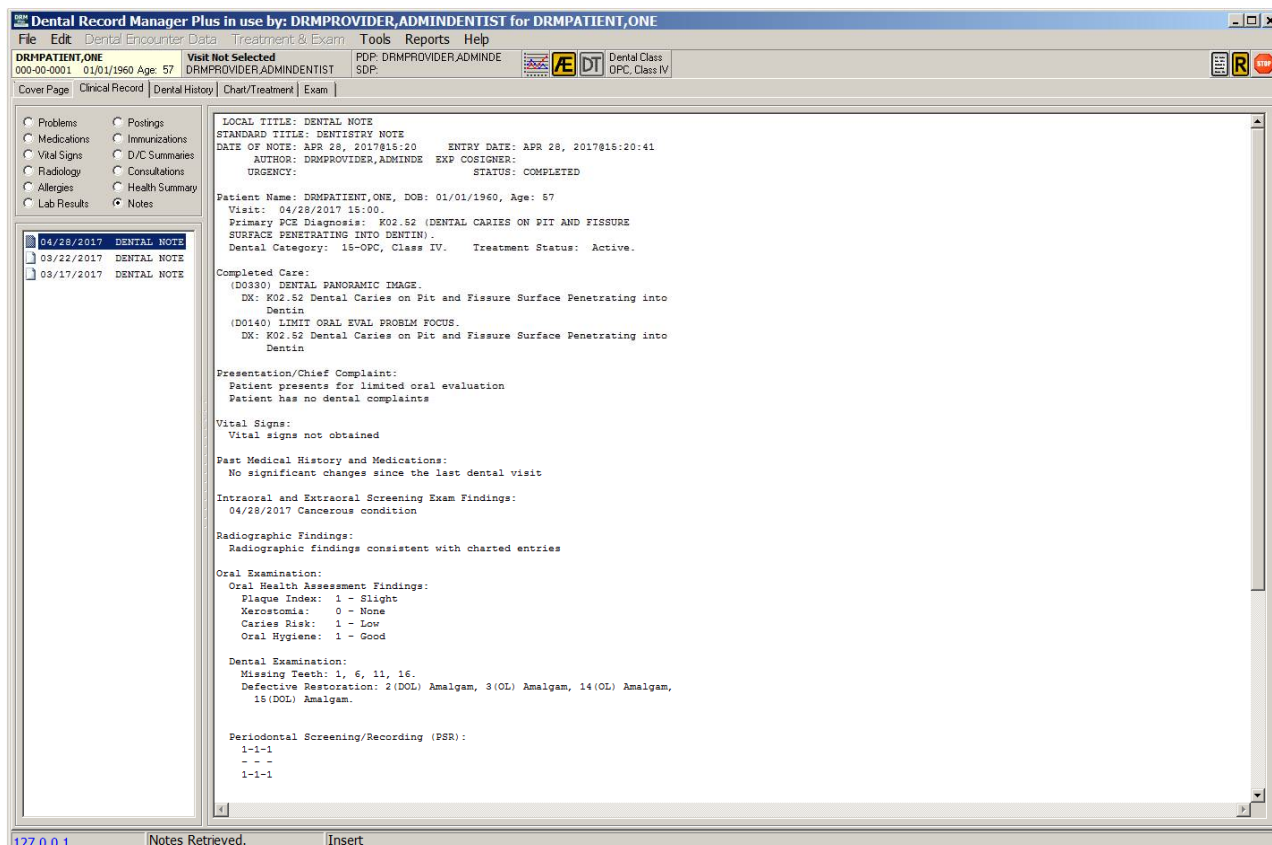 Dental Record Manager Plus in use by: DRMPROVIDER,ADMINDENTIST for DRMPATIENT,ONE
File Edit Dental Encounter Data Treatment & Exam Tools Reports Help
DRMPATIENT,ONE Visit Not Selected PDP: DRMPROVIDER,ADMINDE Dental Class
000-00-0001 01/01/1960 Age: 57 DRMPROVIDER,ADMINDENTIST SDP: OPC, Class IV
Æ DT R STOP
Cover Page Clinical Record Dental History Chart/Treatment Exam
Problems Postings
Medications Immunizations
Vital Signs D/C Summaries
Radiology Consultations
Allergies Health Summary
Lab Results Notes
04/28/2017 DENTAL NOTE
03/22/2017 DENTAL NOTE
03/17/2017 DENTAL NOTE
LOCAL TITLE: DENTAL NOTE
STANDARD TITLE: DENTISTRY NOTE
DATE OF NOTE: APR 28, 2017@15:20 ENTRY DATE: APR 28, 2017@15:20:41
AUTHOR: DRMPROVIDER,ADMINDE EXP COSIGNER:
URGENCY: STATUS: COMPLETED
Patient Name: DRMPATIENT,ONE, DOB: 01/01/1960, Age: 57
Visit: 04/28/2017 15:00.
Primary PCE Diagnosis: K02.52 (DENTAL CARIES ON PIT AND FISSURE
SURFACE PENETRATING INTO DENTIN).
Dental Category: 15-OPC, Class IV. Treatment Status: Active.
Completed Care:
(D0330) DENTAL PANORAMIC IMAGE.
DX: K02.52 Dental Caries on Pit and Fissure Surface Penetrating into
Dentin
(D0140) LIMIT ORAL EVAL PROBLM FOCUS.
DX: K02.52 Dental Caries on Pit and Fissure Surface Penetrating into
Dentin
Presentation/Chief Complaint:
Patient presents for limited oral evaluation
Patient has no dental complaints
Vital Signs:
Vital signs not obtained
Past Medical History and Medications:
No significant changes since the last dental visit
Intraoral and Extraoral Screening Exam Findings:
04/28/2017 Cancerous condition
Radiographic Findings:
Radiographic findings consistent with charted entries
Oral Examination:
Oral Health Assessment Findings:
Plaque Index: 1 - Slight
Xerostomia: 0 - None
Caries Risk: 1 - Low
Oral Hygiene: 1 - Good
Dental Examination:
Missing Teeth: 1, 6, 11, 16.
Defective Restoration: 2(DOL) Amalgam, 3(OL) Amalgam, 14(OL) Amalgam,
15(DOL) Amalgam.
Periodontal Screening/Recording (PSR):
1-1-1
- - -
1-1-1
127.0.0.1 Notes Retrieved. Insert